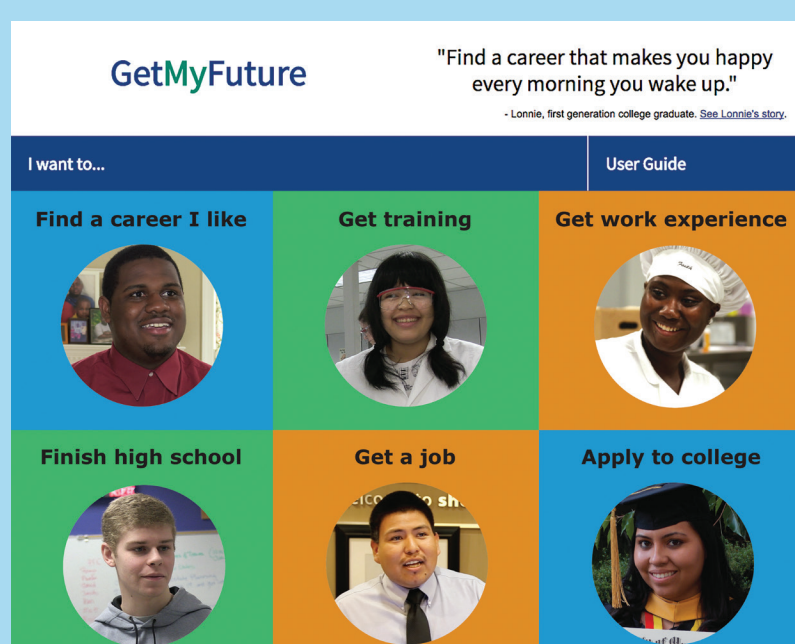 GetMyFuture
"Find a career that makes you happy
every morning you wake up."
- Lonnie, first generation college graduate. See Lonnie's story.
I want to...
User Guide
Find a career I like
Get training
Get work experience
Finish high school
Get a job
Apply to college